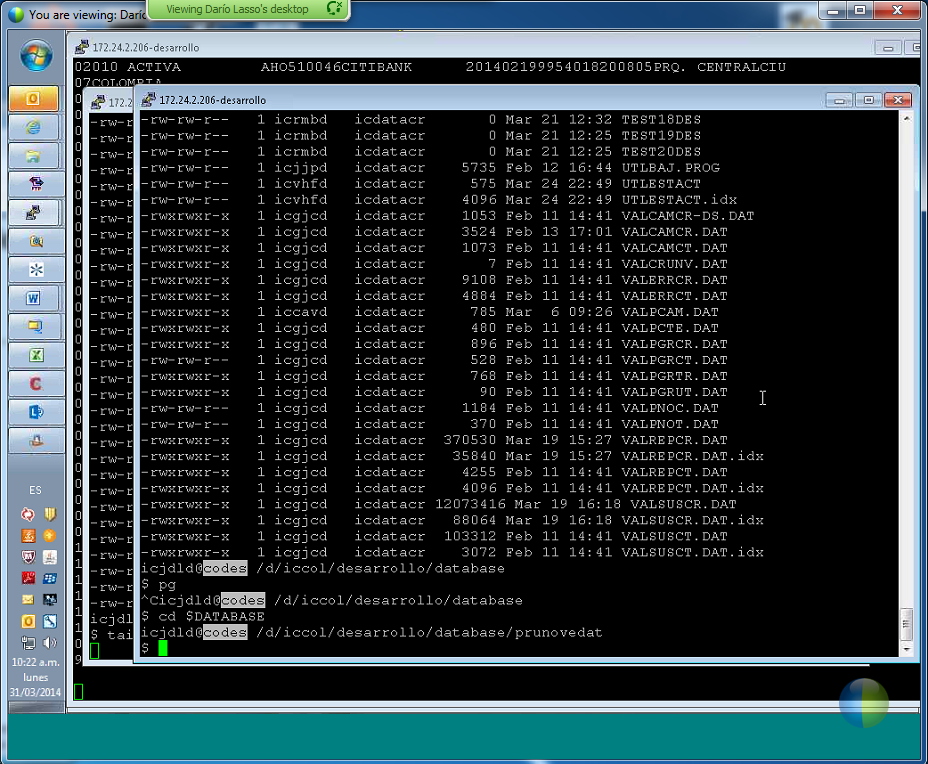 Viewing Darío Lasso's desktop
You are viewing: Darío
172.24.2.206-desarrollo
02010 ACTIVA AHO510046CITIBANK 201402199954018200805PRQ. CENTRALCIU
07COLOMBIA
172.2
172.24.2.206-desarrollo
-rw-rw-r-- 1 icrmbd icdatacr 0 Mar 21 12:32 TEST18DES
-rw-rw-r-- 1 icrmbd icdatacr 0 Mar 21 12:25 TEST19DES
-rw-rw-r-- 1 icrmbd icdatacr 0 Mar 21 12:25 TEST20DES
-rw-rw-r-- 1 icjjpd icdatacr 5735 Feb 12 16:44 UTLBAJ.PROG
-rw-rw-r-- 1 icvhfd icdatacr 575 Mar 24 22:49 UTLESTACT
-rw-rw-r-- 1 icvhfd icdatacr 4096 Mar 24 22:49 UTLESTACT.idx
-rwxrwxr-x 1 icgjcd icdatacr 1053 Feb 11 14:41 VALCAMCR-DS.DAT
-rwxrwxr-x 1 icgjcd icdatacr 3524 Feb 13 17:01 VALCAMCR.DAT
-rwxrwxr-x 1 icgjcd icdatacr 1073 Feb 11 14:41 VALCAMCT.DAT
-rwxrwxr-x 1 icgjcd icdatacr 7 Feb 11 14:41 VALCRUNV.DAT
-rwxrwxr-x 1 icgjcd icdatacr 9108 Feb 11 14:41 VALERRCR.DAT
-rwxrwxr-x 1 icgjcd icdatacr 4884 Feb 11 14:41 VALERRCT.DAT
-rw-rw-r-- 1 iccavd icdatacr 785 Mar 6 09:26 VALPCAM.DAT
-rwxrwxr-x 1 icgjcd icdatacr 480 Feb 11 14:41 VALPCTE.DAT
-rwxrwxr-x 1 icgjcd icdatacr 896 Feb 11 14:41 VALPGRCR.DAT
-rw-rw-r-- 1 icgjcd icdatacr 528 Feb 11 14:41 VALPGRCT.DAT
-rwxrwxr-x 1 icgjcd icdatacr 768 Feb 11 14:41 VALPGRTR.DAT
-rwxrwxr-x 1 icgjcd icdatacr 90 Feb 11 14:41 VALPGRUT.DAT
-rw-rw-r-- 1 icgjcd icdatacr 1184 Feb 11 14:41 VALPNOC.DAT
-rw-rw-r-- 1 icgjcd icdatacr 370 Feb 11 14:41 VALPNOT.DAT
-rwxrwxr-x 1 icgjcd icdatacr 370530 Mar 19 15:27 VALREPCR.DAT
-rwxrwxr-x 1 icgjcd icdatacr 35840 Mar 19 15:27 VALREPCR.DAT.idx
-rwxrwxr-x 1 icgjcd icdatacr 4255 Feb 11 14:41 VALREPCT.DAT
-rwxrwxr-x 1 icgjcd icdatacr 4096 Feb 11 14:41 VALREPCT.DAT.idx
-rwxrwxr-x 1 icgjcd icdatacr 12073416 Mar 19 16:18 VALSUSCR.DAT
-rwxrwxr-x 1 icgjcd icdatacr 88064 Mar 19 16:18 VALSUSCR.DAT.idx
-rwxrwxr-x 1 icgjcd icdatacr 103312 Feb 11 14:41 VALSUSCT.DAT
-rwxrwxr-x 1 icgjcd icdatacr 3072 Feb 11 14:41 VALSUSCT.DAT.idx
icjdld@codes /d/iccol/desarrollo/database
$ pg
^Cicjdld@codes /d/iccol/desarrollo/database
$ cd $DATABASE
icjdld@codes /d/iccol/desarrollo/database/prunovedat
$
icjdl
$ tai
ES
10:22 a.m.
lunes
31/03/2014